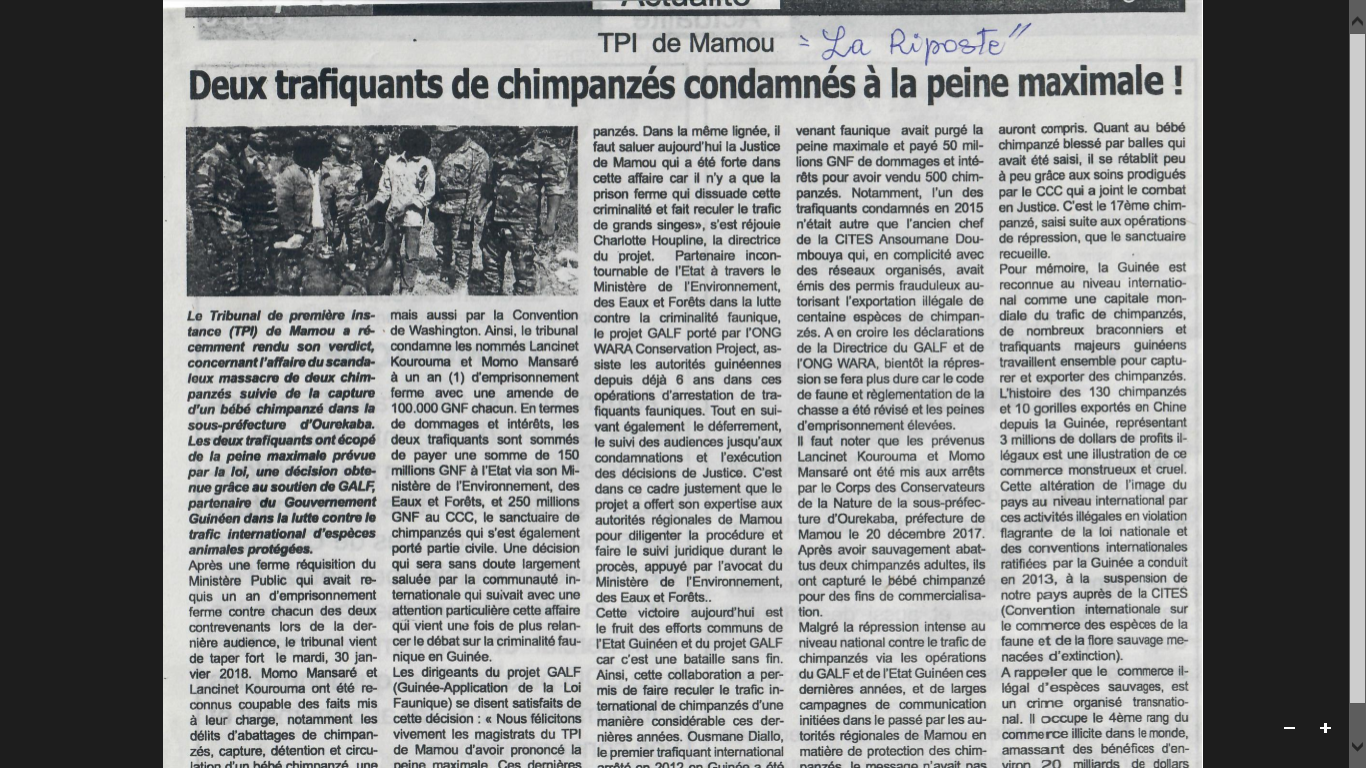 Actualité
TPI de Mamou = "La Riposte"
Deux trafiquants de chimpanzés condamnés à la peine maximale !
Le Tribunal de première ins-
tance (TPI) de Mamou a ré-
cemment rendu son verdict,
concernant l'affaire du scanda-
leux massacre de deux chim-
panzés suivie de la capture
d'un bébé chimpanzé dans la
sous-préfecture d'Ourekaba.
Les deux trafiquants ont écopé
de la peine maximale prévue
par la loi, une décision obte-
nue grâce au soutien de GALF,
partenaire du Gouvernement
Guinéen dans la lutte contre le
trafic international d'espèces
animales protégées.
Après une ferme réquisition du
Ministère Public qui avait re-
quis un an d'emprisonnement
ferme contre chacun des deux
contrevenants lors de la der-
nière audience, le tribunal vient
de taper fort le mardi, 30 jan-
vier 2018. Momo Mansaré et
Lancinet Kourouma ont été re-
connus coupable des faits mis
à leur charge, notamment les
délits d'abattages de chimpan-
zés, capture, détention et circu-
lation d'un bébé chimpanzé, une
mais aussi par la Convention
de Washington. Ainsi, le tribunal
condamne les nommés Lancinet
Kourouma et Momo Mansaré
à un an (1) d'emprisonnement
ferme avec une amende de
100.000 GNF chacun. En termes
de dommages et intérêts, les
deux trafiquants sont sommés
de payer une somme de 150
millions GNF à l'Etat via son Mi-
nistère de l'Environnement, des
Eaux et Forêts, et 250 millions
GNF au CCC, le sanctuaire de
chimpanzés qui s'est également
porté partie civile. Une décision
qui sera sans doute largement
saluée par la communauté in-
ternationale qui suivait avec une
attention particulière cette affaire
qui vient une fois de plus relan-
cer le débat sur la criminalité fau-
nique en Guinée.
Les dirigeants du projet GALF
(Guinée-Application de la Loi
Faunique) se disent satisfaits de
cette décision : « Nous félicitons
vivement les magistrats du TPI
de Mamou d'avoir prononcé la
peine maximale. Ces dernières
panzés. Dans la même lignée, il
faut saluer aujourd'hui la Justice
de Mamou qui a été forte dans
cette affaire car il n'y a que la
prison ferme qui dissuade cette
criminalité et fait reculer le trafic
de grands singes», s'est réjouie
Charlotte Houpline, la directrice
du projet. Partenaire incon-
tournable de l'Etat à travers le
Ministère de l'Environnement,
des Eaux et Forêts dans la lutte
contre la criminalité faunique,
le projet GALF porté par l'ONG
WARA Conservation Project, as-
siste les autorités guinéennes
depuis déjà 6 ans dans ces
opérations d'arrestation de tra-
fiquants fauniques. Tout en sui-
vant également le déferrement,
le suivi des audiences jusqu'aux
condamnations et l'exécution
des décisions de Justice. C'est
dans ce cadre justement que le
projet a offert son expertise aux
autorités régionales de Mamou
pour diligenter la procédure et
faire le suivi juridique durant le
procès, appuyé par l'avocat du
Ministère de l'Environnement,
des Eaux et Forêts..
Cette victoire aujourd'hui est
le fruit des efforts communs de
l'Etat Guinéen et du projet GALF
car c'est une bataille sans fin.
Ainsi, cette collaboration a per-
mis de faire reculer le trafic in-
ternational de chimpanzés d'une
manière considérable ces der-
nières années. Ousmane Diallo,
le premier trafiquant international
arrêté en 2012 en Guinée a été
venant faunique avait purgé la
peine maximale et payé 50 mil-
lions GNF de dommages et inté-
rêts pour avoir vendu 500 chim-
panzés. Notamment, l'un des
trafiquants condamnés en 2015
n'était autre que l'ancien chef
de la CITES Ansoumane Dou-
mbouya qui, en complicité avec
des réseaux organisés, avait
émis des permis frauduleux au-
torisant l'exportation illégale de
centaine espèces de chimpan-
zés. A en croire les déclarations
de la Directrice du GALF et de
l'ONG WARA, bientôt la répres-
sion se fera plus dure car le code
de faune et règlementation de la
chasse a été révisé et les peines
d'emprisonnement élevées.
Il faut noter que les prévenus
Lancinet Kourouma et Momo
Mansaré ont été mis aux arrêts
par le Corps des Conservateurs
de la Nature de la sous-préfec-
ture d'Ourekaba, préfecture de
Mamou le 20 décembre 2017.
Après avoir sauvagement abat-
tus deux chimpanzés adultes, ils
ont capturé le bébé chimpanzé
pour des fins de commercialisa-
tion.
Malgré la répression intense au
niveau national contre le trafic de
chimpanzés via les opérations
du GALF et de l'Etat Guinéen ces
dernières années, et de larges
campagnes de communication
initiées dans le passé par les au-
torités régionales de Mamou en
matière de protection des chim-
panzés, le message n'avait pas
auront compris. Quant au bébé
chimpanzé blessé par balles qui
avait été saisi, il se rétablit peu
à peu grâce aux soins prodigués
par le CCC qui a joint le combat
en Justice. C'est le 17ème chim-
panzé, saisi suite aux opérations
de répression, que le sanctuaire
recueille.
Pour mémoire, la Guinée est
reconnue au niveau internatio-
nal comme une capitale mon-
diale du trafic de chimpanzés,
de nombreux braconniers et
trafiquants majeurs guinéens
travaillent ensemble pour captu-
rer et exporter des chimpanzés.
L'histoire des 130 chimpanzés
et 10 gorilles exportés en Chine
depuis la Guinée, représentant
3 millions de dollars de profits il-
légaux est une illustration de ce
commerce monstrueux et cruel.
Cette altération de l'image du
pays au niveau international par
ces activités illégales en violation
flagrante de la loi nationale et
des conventions internationales
ratifiées par la Guinée a conduit
en 2013, à la suspension de
notre pays auprès de la CITES
(Convention internationale sur
le commerce des espèces de la
faune et de la flore sauvage me-
nacées d'extinction).
A rappeler que le commerce il-
légal d'espèces sauvages, est
un crime organisé transnatio-
nal. Il occupe le 4ème rang du
commerce illicite dans le monde,
amassant des bénéfices d'en-
viron 20 milliards de dollars